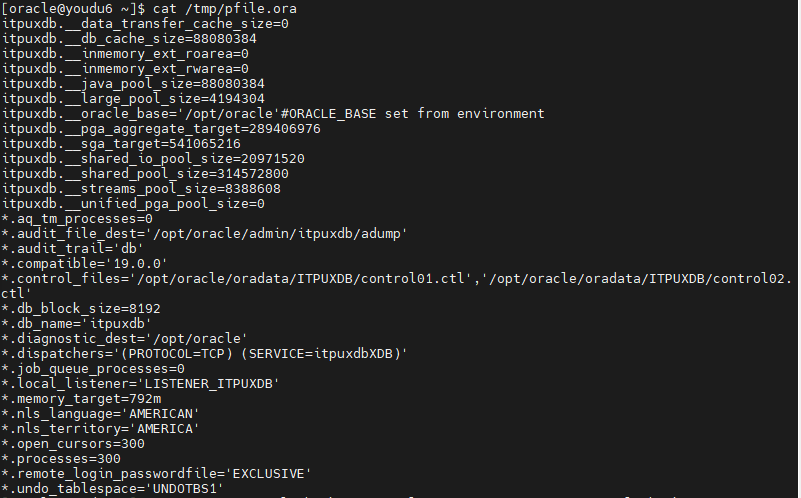 [oracle@youdu6 ~]$ cat /tmp/pfile.ora
itpuxdb.__data_transfer_cache_size=0
itpuxdb.__db_cache_size=88080384
itpuxdb.__inmemory_ext_roarea=0
itpuxdb.__inmemory_ext_rwarea=0
itpuxdb.__java_pool_size=88080384
itpuxdb.__large_pool_size=4194304
itpuxdb.__oracle_base='/opt/oracle'#ORACLE_BASE set from environment
itpuxdb.__pga_aggregate_target=289406976
itpuxdb.__sga_target=541065216
itpuxdb.__shared_io_pool_size=20971520
itpuxdb.__shared_pool_size=314572800
itpuxdb.__streams_pool_size=8388608
itpuxdb.__unified_pga_pool_size=0
*.aq_tm_processes=0
*.audit_file_dest='/opt/oracle/admin/itpuxdb/adump'
*.audit_trail='db'
*.compatible='19.0.0'
*.control_files='/opt/oracle/oradata/ITPUXDB/control01.ctl','/opt/oracle/oradata/ITPUXDB/control02.
ctl'
*.db_block_size=8192
*.db_name='itpuxdb'
*.diagnostic_dest='/opt/oracle'
*.dispatchers='(PROTOCOL=TCP) (SERVICE=itpuxdbXDB)'
*.job_queue_processes=0
*.local_listener='LISTENER_ITPUXDB'
*.memory_target=792m
*.nls_language='AMERICAN'
*.nls_territory='AMERICA'
*.open_cursors=300
*.processes=300
*.remote_login_passwordfile='EXCLUSIVE'
*.undo_tablespace='UNDOTBS1'